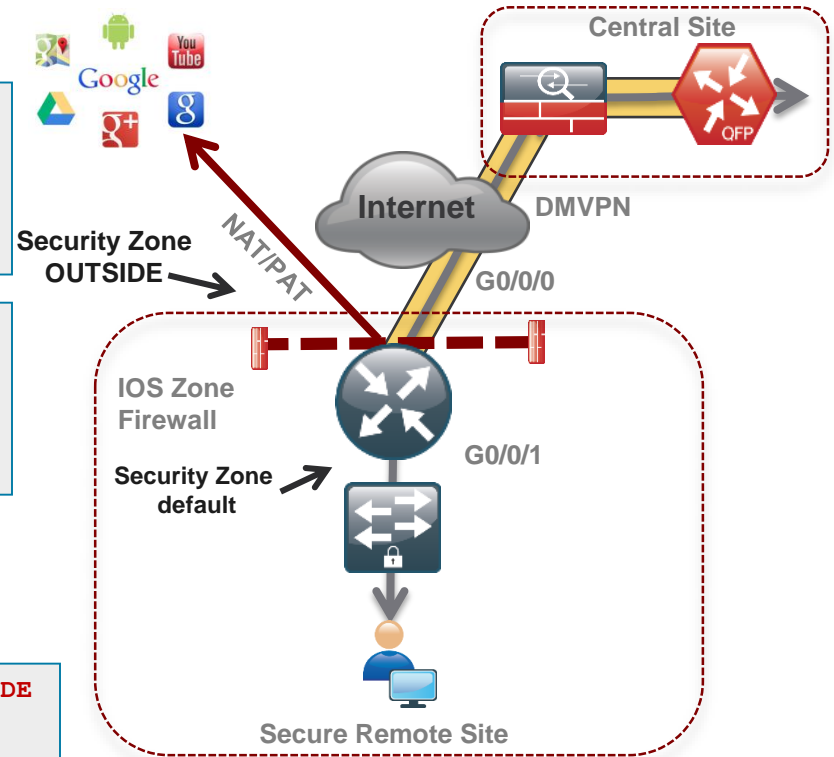 Central Site
You
Tube
Google
g+
g
QFP
Internet
DMVPN
NAT/PAT
Security Zone
OUTSIDE
G0/0/0
IOS Zone
Firewall
G0/0/1
Security Zone
default
DE
Secure Remote Site